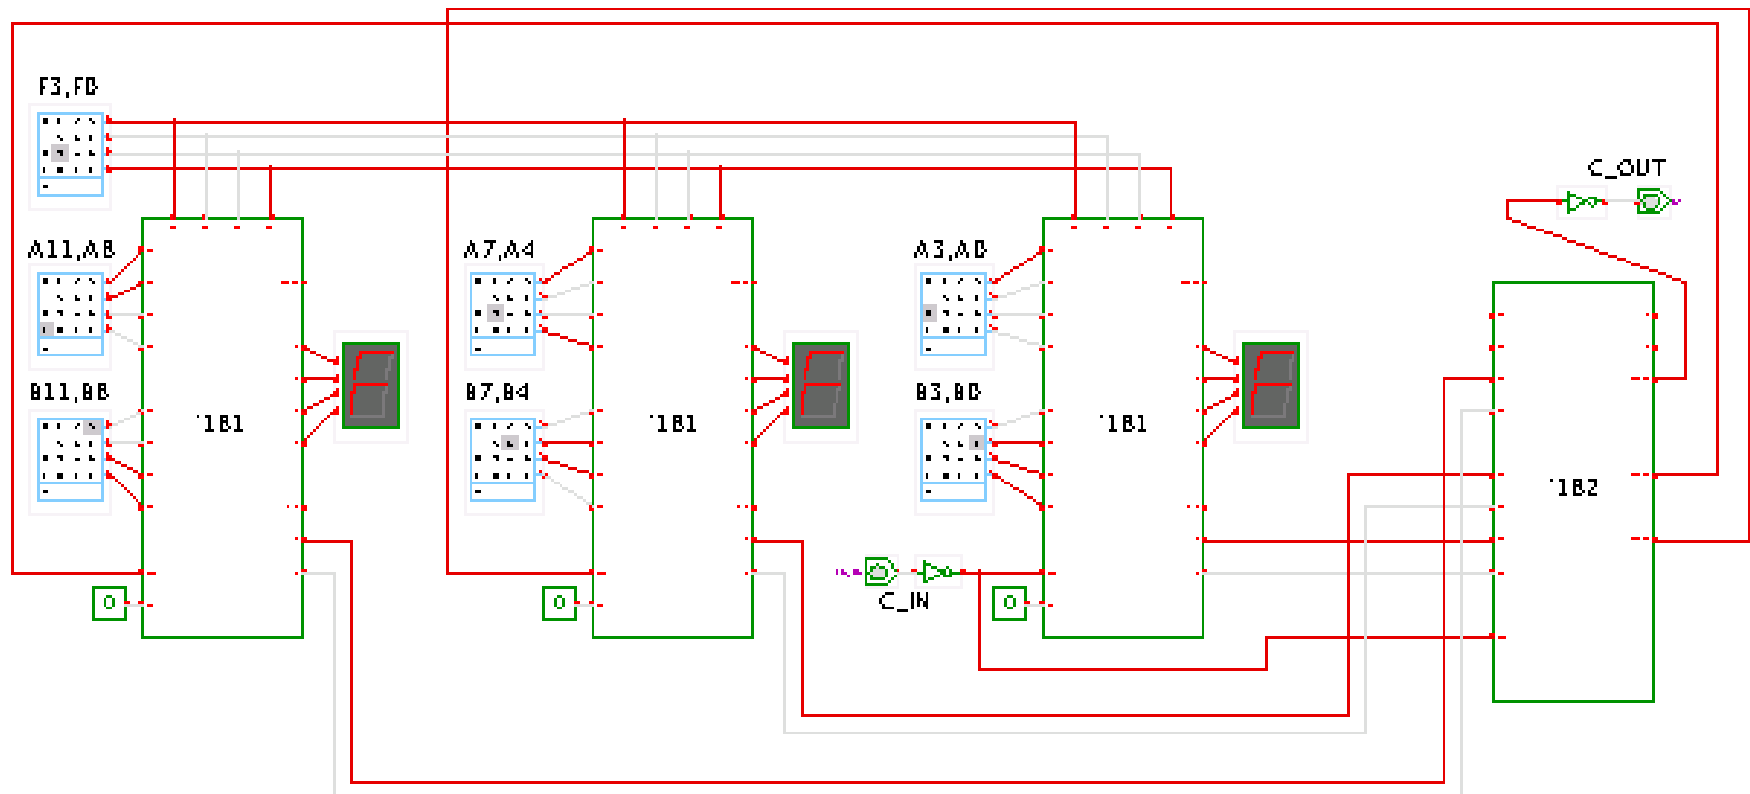 F3,F0
C_OUT
A11,A8
A7,A4
A3,A0
B11,B8
B7,B4
B3,B0
'181
'181
'181
'182
F
F
F
C_IN
0
0
0